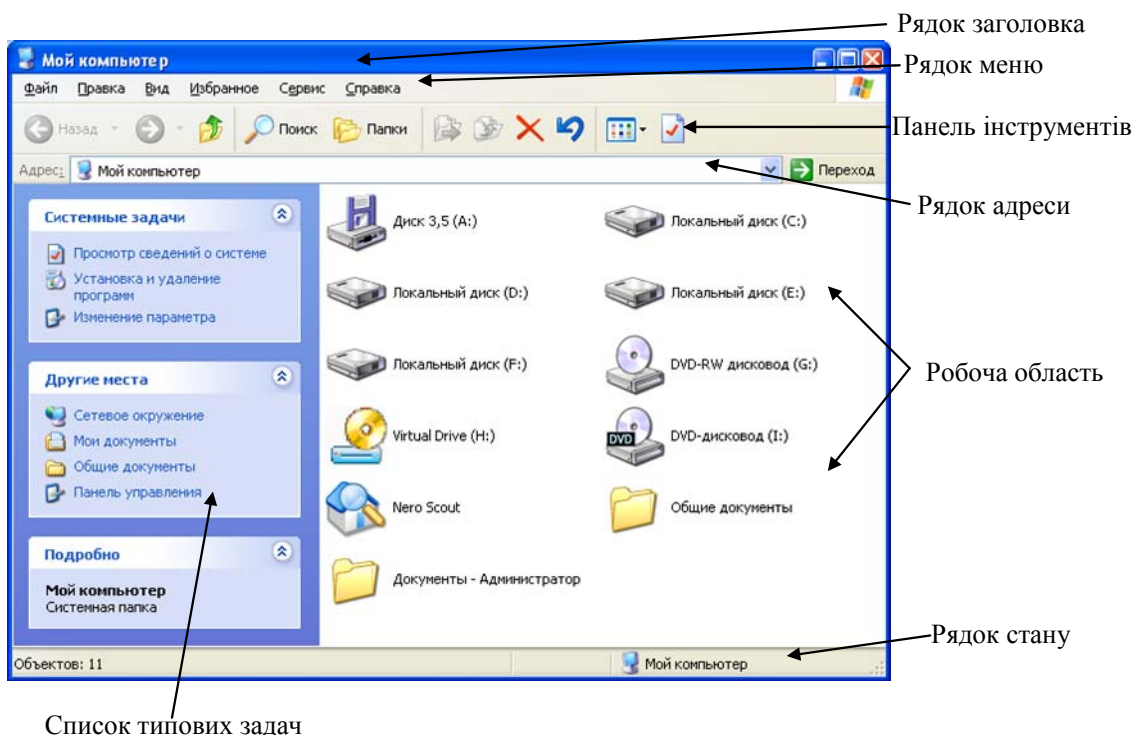 Рядок заголовка
Мой компьютер
Рядок меню
Файл Правка Вид Избранное Сервис Справка
Назад Поиск Папки
Панель інструментів
Адрес: Мой компьютер Переход
Рядок адреси
Системные задачи
Просмотр сведений о системе
Установка и удаление
программ
Изменение параметра
Другие места
Сетевое окружение
Мои документы
Общие документы
Панель управления
Подробно
Мой компьютер
Системная папка
Диск 3,5 (A:) Локальный диск (C:)
Локальный диск (D:) Локальный диск (E:)
Локальный диск (F:) DVD-RW дисковод (G:)
Virtual Drive (H:) DVD DVD-дисковод (I:)
Nero Scout Общие документы
Документы - Администратор
Робоча область
Рядок стану
Объектов: 11 Мой компьютер
Список типових задач